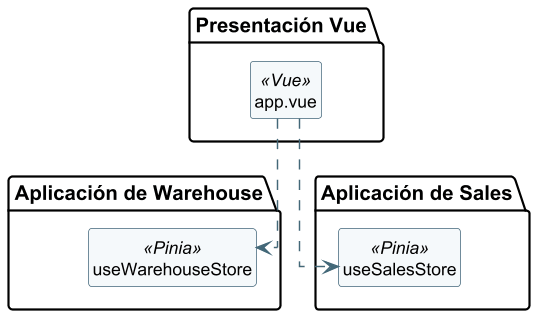 Presentación Vue
«Vue»
app.vue
Aplicación de Warehouse
«Pinia»
useWarehouseStore
Aplicación de Sales
«Pinia»
useSalesStore